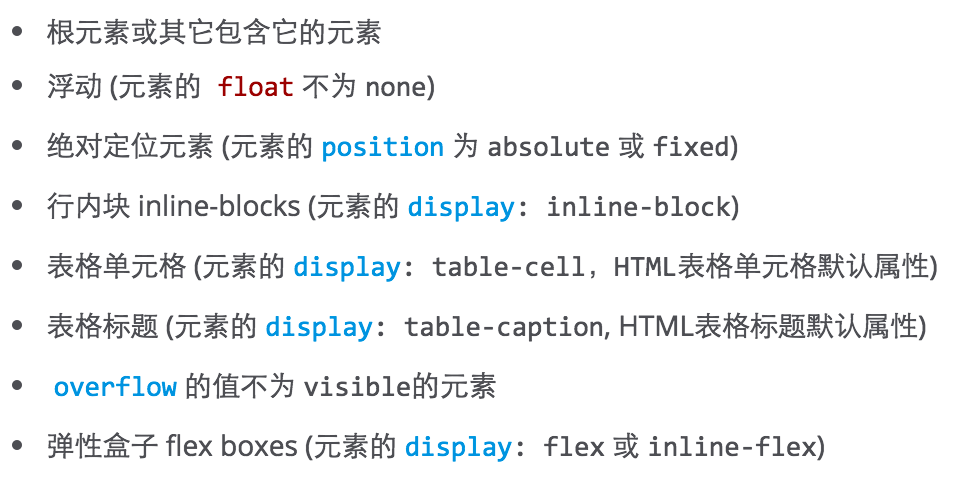 • 根元素或其它包含它的元素
• 浮动 (元素的 float 不为 none)
• 绝对定位元素 (元素的 position 为 absolute 或 fixed)
• 行内块 inline-blocks (元素的 display: inline-block)
• 表格单元格 (元素的 display: table-cell，HTML表格单元格默认属性)
• 表格标题 (元素的 display: table-caption, HTML表格标题默认属性)
• overflow 的值不为 visible的元素
• 弹性盒子 flex boxes (元素的 display: flex 或 inline-flex)